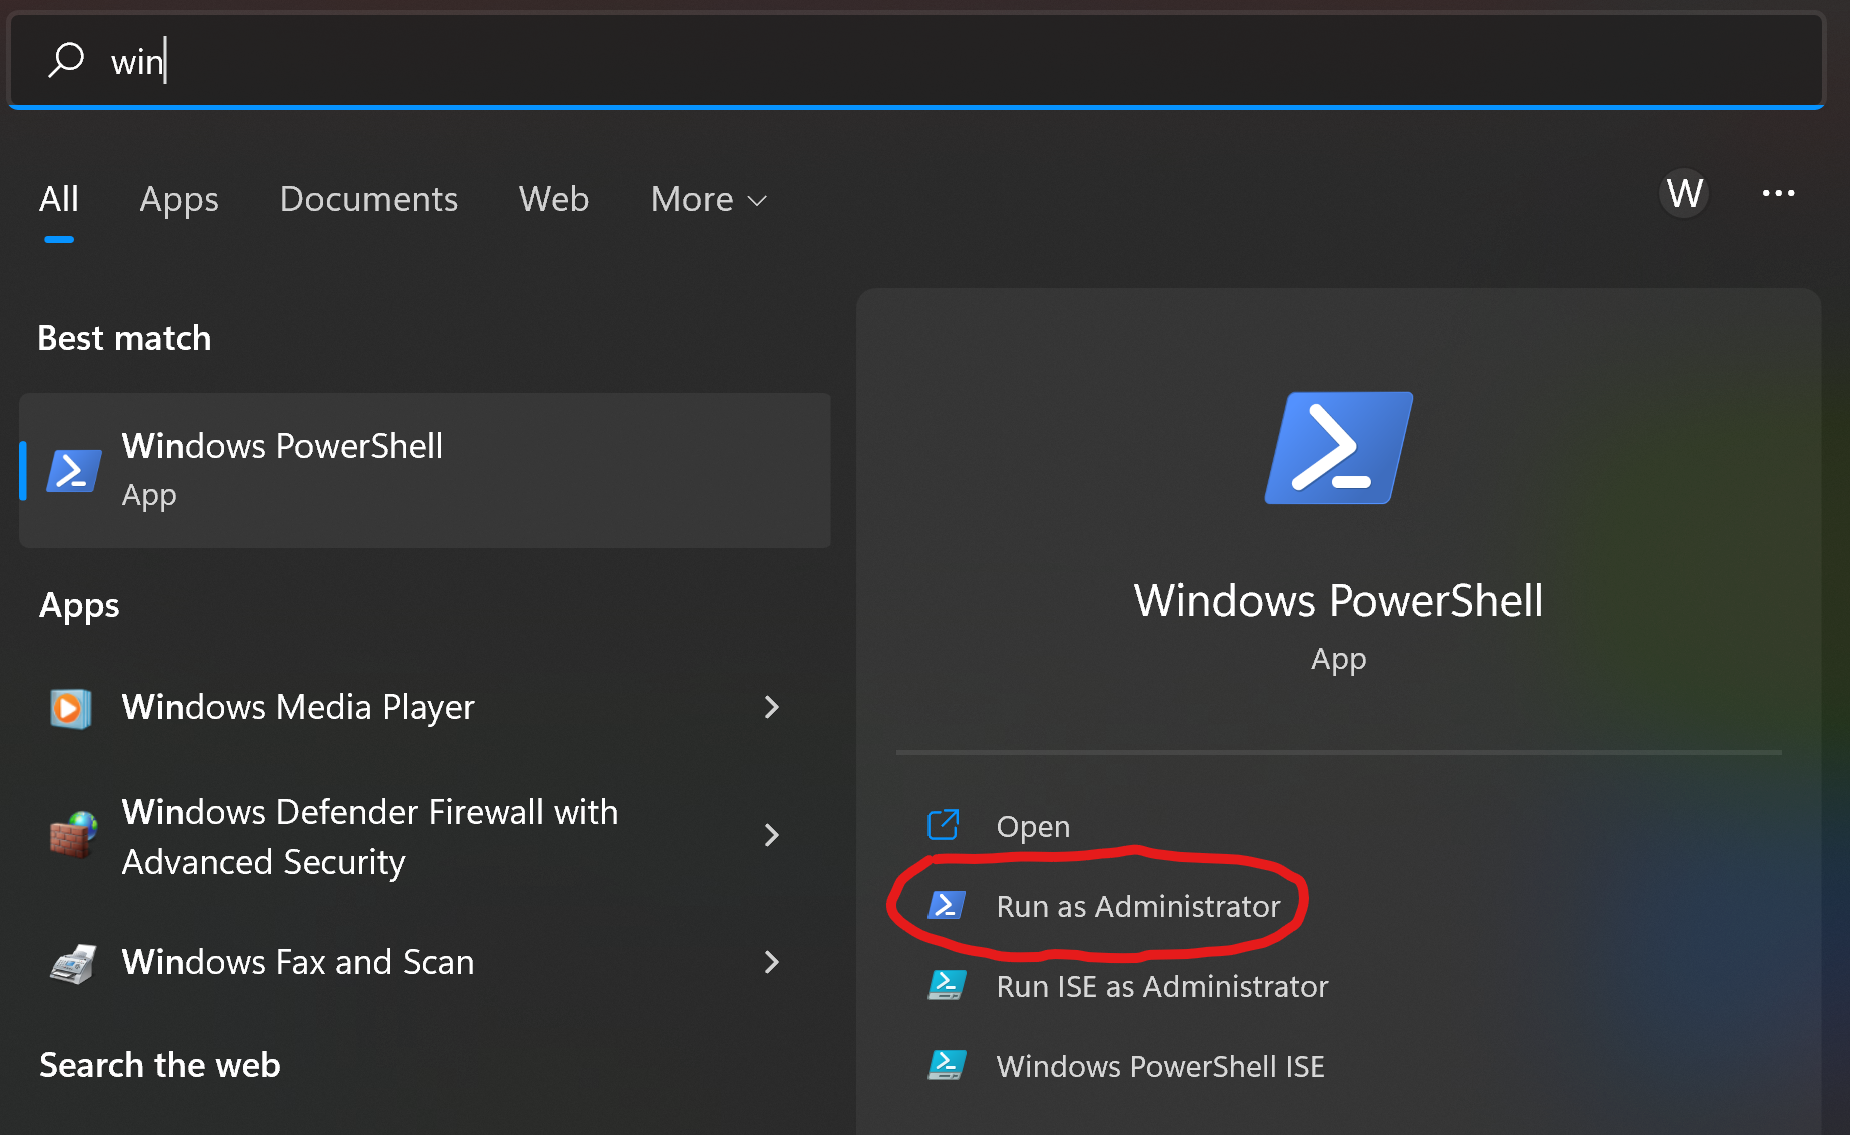 win
All Apps Documents Web More
W
Best match
Windows PowerShell
App
Apps
Windows Media Player
Windows Defender Firewall with
Advanced Security
Windows Fax and Scan
Search the web
Windows PowerShell
App
Open
Run as Administrator
Run ISE as Administrator
Windows PowerShell ISE